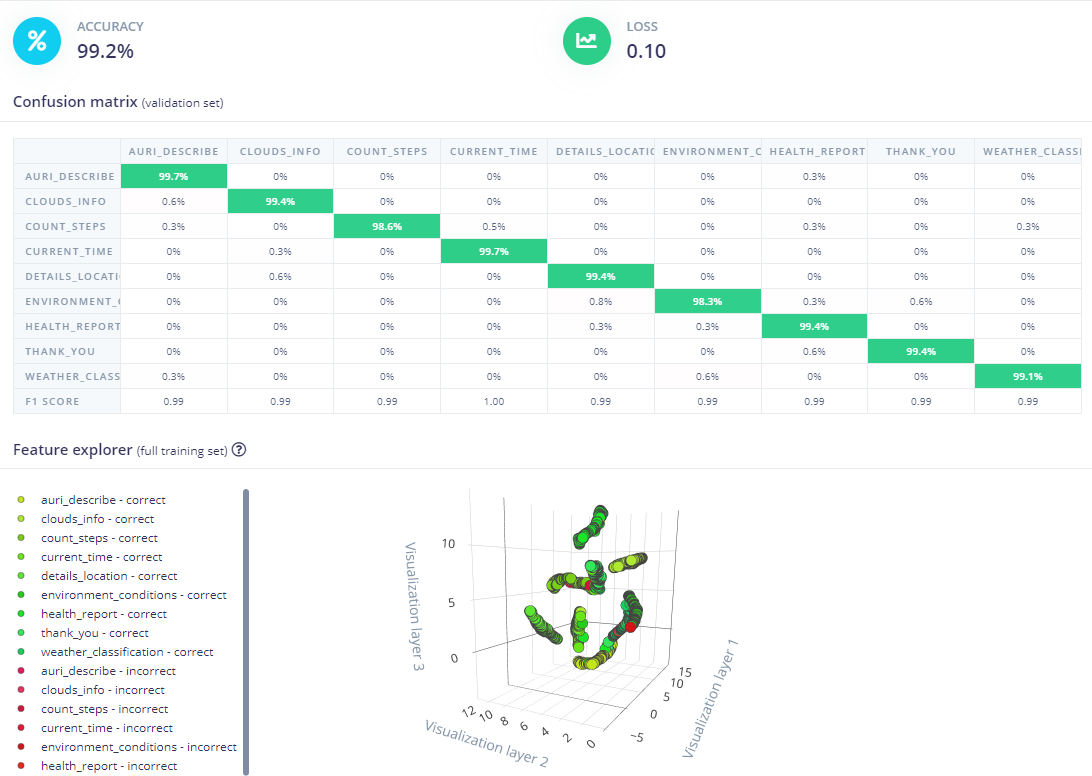 ACCURACY
99.2%
LOSS
0.10
Confusion matrix (validation set)
AURI_DESCRIBE CLOUDS_INFO COUNT_STEPS CURRENT_TIME DETAILS_LOCATIC ENVIRONMENT_C HEALTH_REPORT THANK_YOU WEATHER_CLASSI
AURI_DESCRIBE 99.7% 0% 0% 0% 0% 0% 0.3% 0% 0%
CLOUDS_INFO 0.6% 99.4% 0% 0% 0% 0% 0% 0% 0%
COUNT_STEPS 0.3% 0% 98.6% 0.5% 0% 0% 0.3% 0% 0.3%
CURRENT_TIME 0% 0.3% 0% 99.7% 0% 0% 0% 0% 0%
DETAILS_LOCATI 0% 0.6% 0% 0% 99.4% 0% 0% 0% 0%
ENVIRONMENT_C 0% 0% 0% 0% 0.8% 98.3% 0.3% 0.6% 0%
HEALTH_REPORT 0% 0% 0% 0% 0.3% 0.3% 99.4% 0% 0%
THANK_YOU 0% 0% 0% 0% 0% 0% 0.6% 99.4% 0%
WEATHER_CLASS 0.3% 0% 0% 0% 0% 0.6% 0% 0% 99.1%
F1 SCORE 0.99 0.99 0.99 1.00 0.99 0.99 0.99 0.99 0.99
Feature explorer (full training set) ?
auri_describe - correct
clouds_info - correct
count_steps - correct
current_time - correct
details_location - correct
environment_conditions - correct
health_report - correct
thank_you - correct
weather_classification - correct
auri_describe - incorrect
clouds_info - incorrect
count_steps - incorrect
current_time - incorrect
environment_conditions - incorrect
health_report - incorrect
Visualization layer 3
10
5
0
Visualization layer 2
12 10 8 6 4 2 0
Visualization layer 1
15
10
5
0
−5